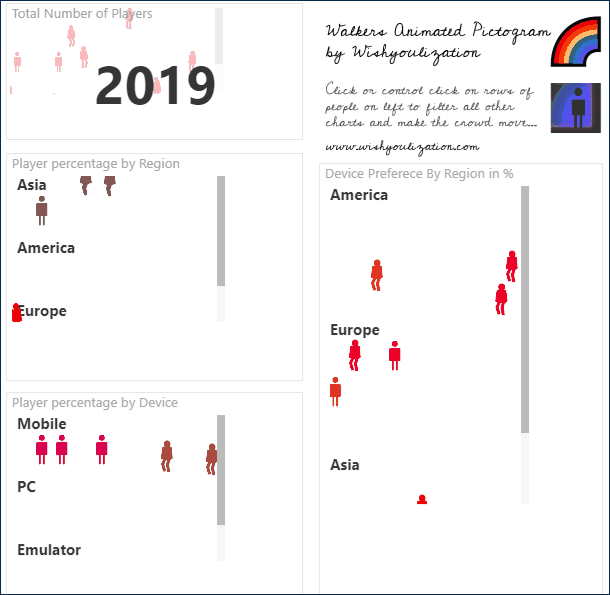 Total Number of Players
2019
Walkers Animated Pictogram
by Wishyoulization
Click or control click on rows of
people on left to filter all other
charts and make the crowd move....
www.wishyoulization.com
Player percentage by Region
Asia
America
Europe
Player percentage by Device
Mobile
PC
Emulator
Device Preferece By Region in %
America
Europe
Asia